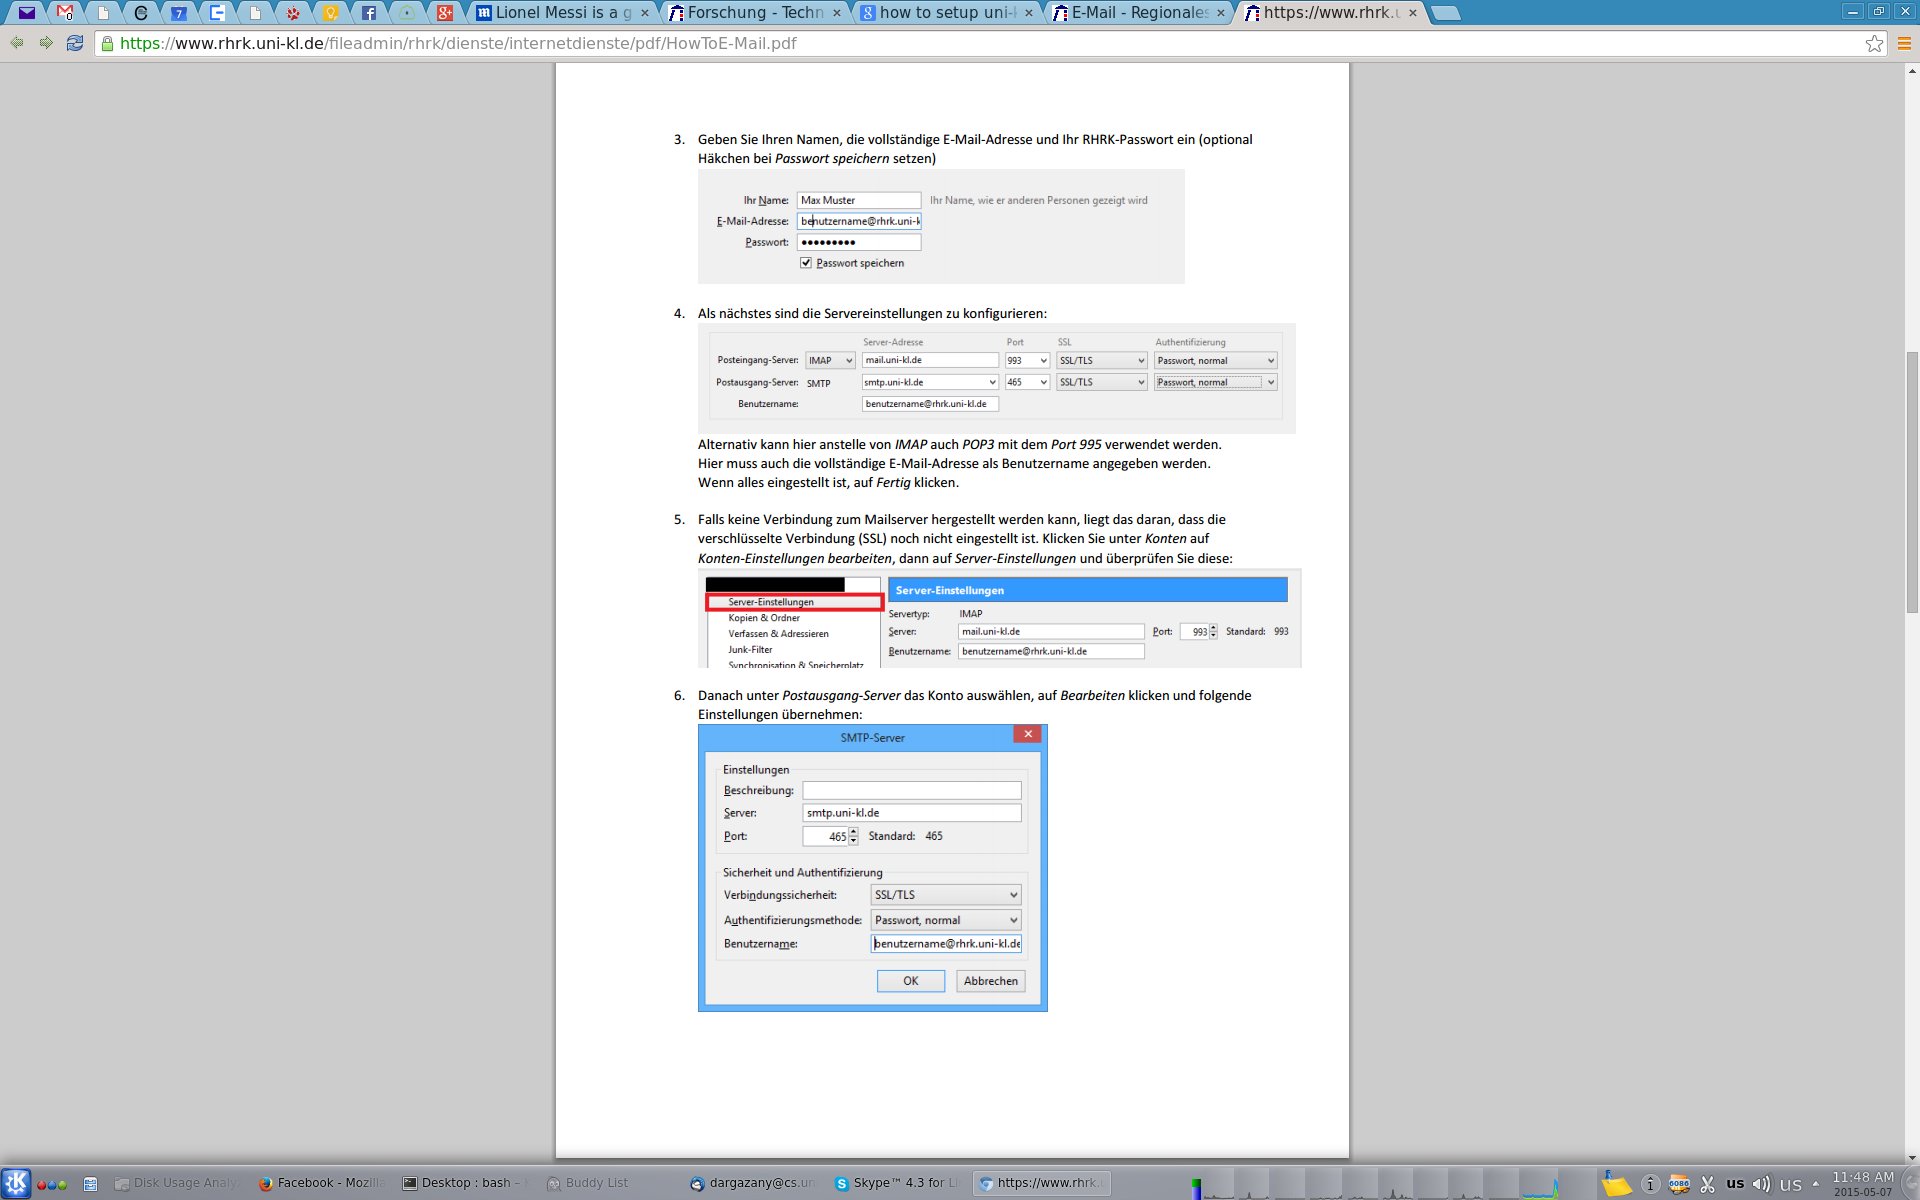 Lionel Messi is a g
Forschung - Techn
how to setup uni-k
E-Mail - Regionales
https://www.rhrk.u
https://www.rhrk.uni-kl.de/fileadmin/rhrk/dienste/internetdienste/pdf/HowToE-Mail.pdf
3. Geben Sie Ihren Namen, die vollständige E-Mail-Adresse und Ihr RHRK-Passwort ein (optional
Häkchen bei Passwort speichern setzen)
Ihr Name: Max Muster Ihr Name, wie er anderen Personen gezeigt wird
E-Mail-Adresse: benutzername@rhrk.uni-k
Passwort: •••••••••
Passwort speichern
4. Als nächstes sind die Servereinstellungen zu konfigurieren:
Server-Adresse Port SSL Authentifizierung
Posteingang-Server: IMAP mail.uni-kl.de 993 SSL/TLS Passwort, normal
Postausgang-Server: SMTP smtp.uni-kl.de 465 SSL/TLS Passwort, normal
Benutzername: benutzername@rhrk.uni-kl.de
Alternativ kann hier anstelle von IMAP auch POP3 mit dem Port 995 verwendet werden.
Hier muss auch die vollständige E-Mail-Adresse als Benutzername angegeben werden.
Wenn alles eingestellt ist, auf Fertig klicken.
5. Falls keine Verbindung zum Mailserver hergestellt werden kann, liegt das daran, dass die
verschlüsselte Verbindung (SSL) noch nicht eingestellt ist. Klicken Sie unter Konten auf
Konten-Einstellungen bearbeiten, dann auf Server-Einstellungen und überprüfen Sie diese:
Server-Einstellungen
Kopien & Ordner
Verfassen & Adressieren
Junk-Filter
Synchronisation & Speicherplatz
Server-Einstellungen
Servertyp: IMAP
Server: mail.uni-kl.de Port: 993 Standard: 993
Benutzername: benutzername@rhrk.uni-kl.de
6. Danach unter Postausgang-Server das Konto auswählen, auf Bearbeiten klicken und folgende
Einstellungen übernehmen:
SMTP-Server
Einstellungen
Beschreibung:
Server: smtp.uni-kl.de
Port: 465 Standard: 465
Sicherheit und Authentifizierung
Verbindungssicherheit: SSL/TLS
Authentifizierungsmethode: Passwort, normal
Benutzername: benutzername@rhrk.uni-kl.de
OK Abbrechen
Disk Usage Analy
Facebook - Mozilla
Desktop : bash -
Buddy List
dargazany@cs.un
Skype™ 4.3 for Li
https://www.rhrk.
us
US
11:48 AM
2015-05-07